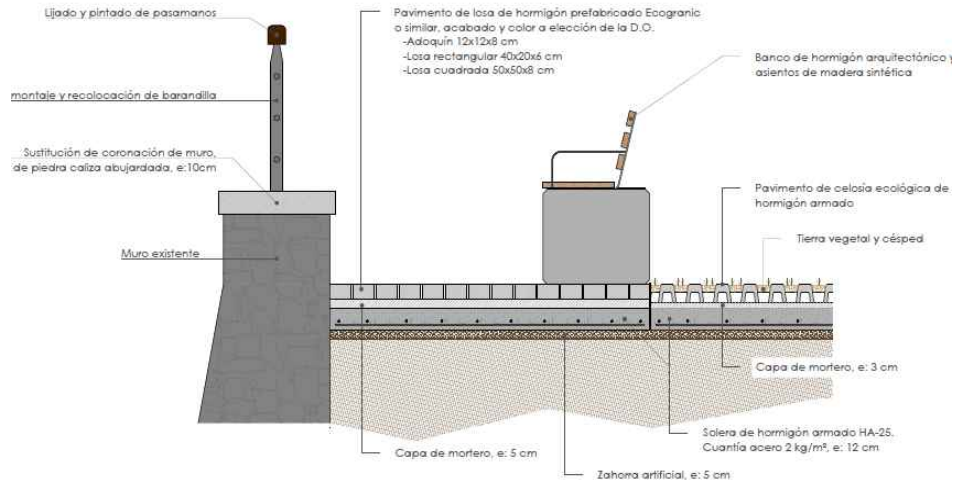 Lijado y pintado de pasamanos
montaje y recolocación de barandilla
Sustitución de coronación de muro,
de piedra caliza abujardada, e:10cm
Muro existente
Pavimento de losa de hormigón prefabricado Ecogranic
o similar, acabado y color a elección de la D.O.
-Adoquín 12x12x8 cm
-Losa rectangular 40x20x6 cm
-Losa cuadrada 50x50x8 cm
Banco de hormigón arquitectónico y
asientos de madera sintética
Pavimento de celosía ecológica de
hormigón armado
Tierra vegetal y césped
Capa de mortero, e: 3 cm
Solera de hormigón armado HA-25.
Cuantía acero 2 kg/m², e: 12 cm
Capa de mortero, e: 5 cm
Zahorra artificial, e: 5 cm